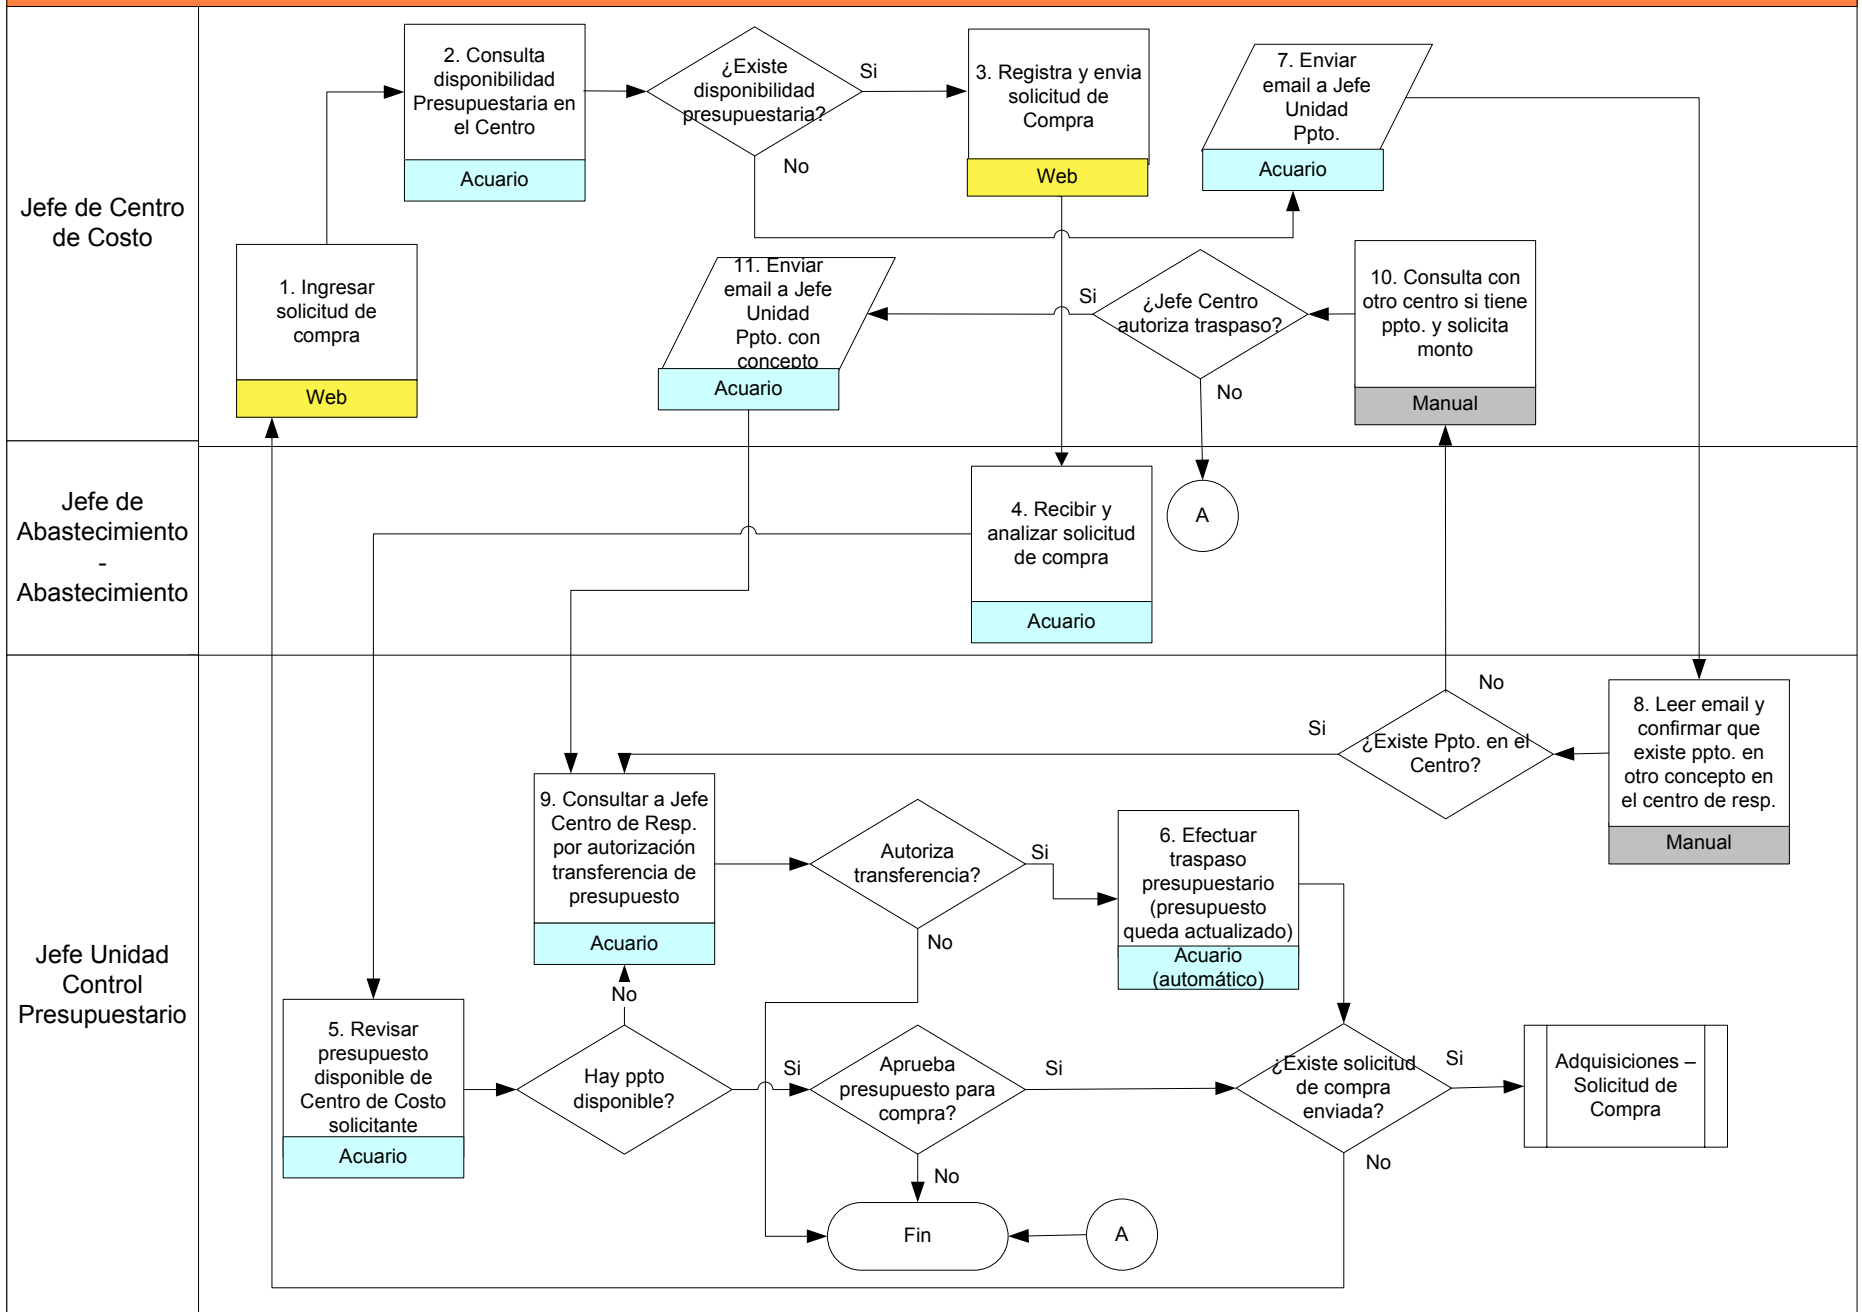 Jefe de Centro
de Costo
1. Ingresar
solicitud de
compra
Web
2. Consulta
disponibilidad
Presupuestaria en
el Centro
Acuario
¿Existe
disponibilidad
presupuestaria?
Si
No
3. Registra y envia
solicitud de
Compra
Web
7. Enviar
email a Jefe
Unidad
Ppto.
Acuario
11. Enviar
email a Jefe
Unidad
Ppto. con
concepto
Acuario
Si
¿Jefe Centro
autoriza traspaso?
No
10. Consulta con
otro centro si tiene
ppto. y solicita
monto
Manual
Jefe de
Abastecimiento
-
Abastecimiento
4. Recibir y
analizar solicitud
de compra
Acuario
A
Jefe Unidad
Control
Presupuestario
No
Si
¿Existe Ppto. en el
Centro?
8. Leer email y
confirmar que
existe ppto. en
otro concepto en
el centro de resp.
Manual
9. Consultar a Jefe
Centro de Resp.
por autorización
transferencia de
presupuesto
Acuario
Autoriza
transferencia?
Si
No
6. Efectuar
traspaso
presupuestario
(presupuesto
queda actualizado)
Acuario
(automático)
5. Revisar
presupuesto
disponible de
Centro de Costo
solicitante
Acuario
No
Hay ppto
disponible?
Si
Aprueba
presupuesto para
compra?
Si
No
¿Existe solicitud
de compra
enviada?
Si
No
Adquisiciones –
Solicitud de
Compra
Fin
A